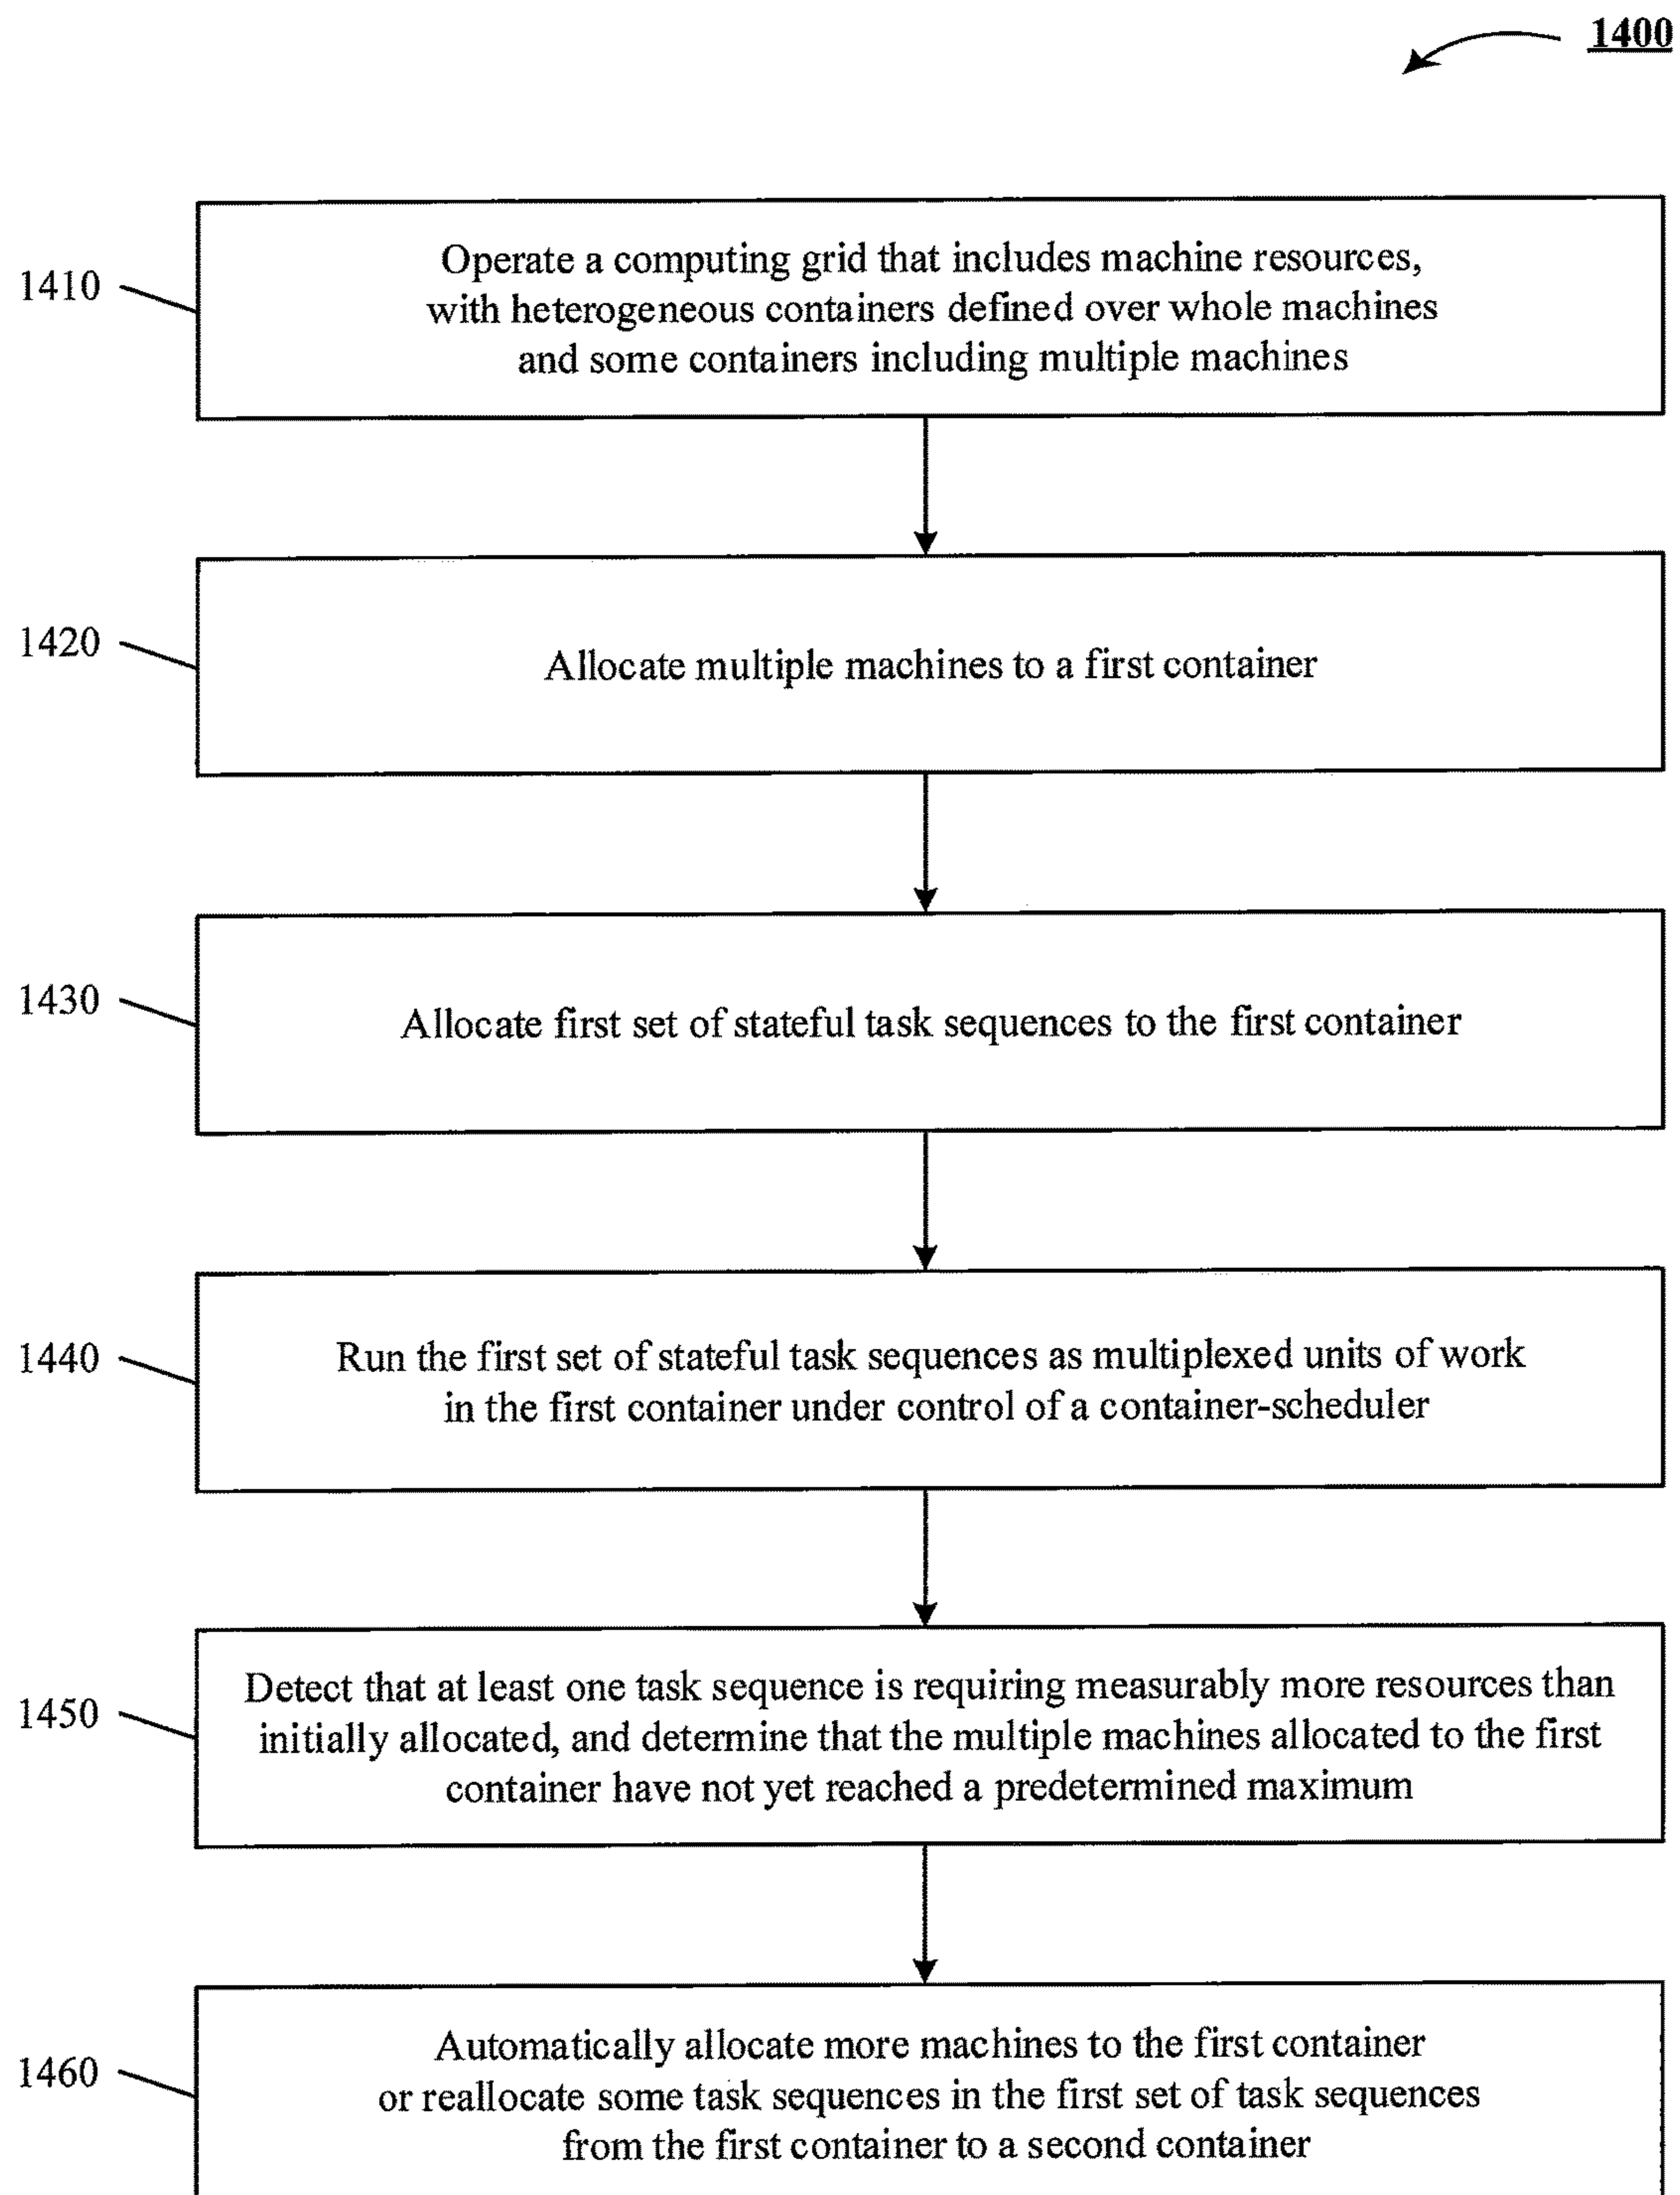 1400
1410
Operate a computing grid that includes machine resources,
with heterogeneous containers defined over whole machines
and some containers including multiple machines
1420
Allocate multiple machines to a first container
1430
Allocate first set of stateful task sequences to the first container
1440
Run the first set of stateful task sequences as multiplexed units of work
in the first container under control of a container-scheduler
1450
Detect that at least one task sequence is requiring measurably more resources than
initially allocated, and determine that the multiple machines allocated to the first
container have not yet reached a predetermined maximum
1460
Automatically allocate more machines to the first container
or reallocate some task sequences in the first set of task sequences
from the first container to a second container